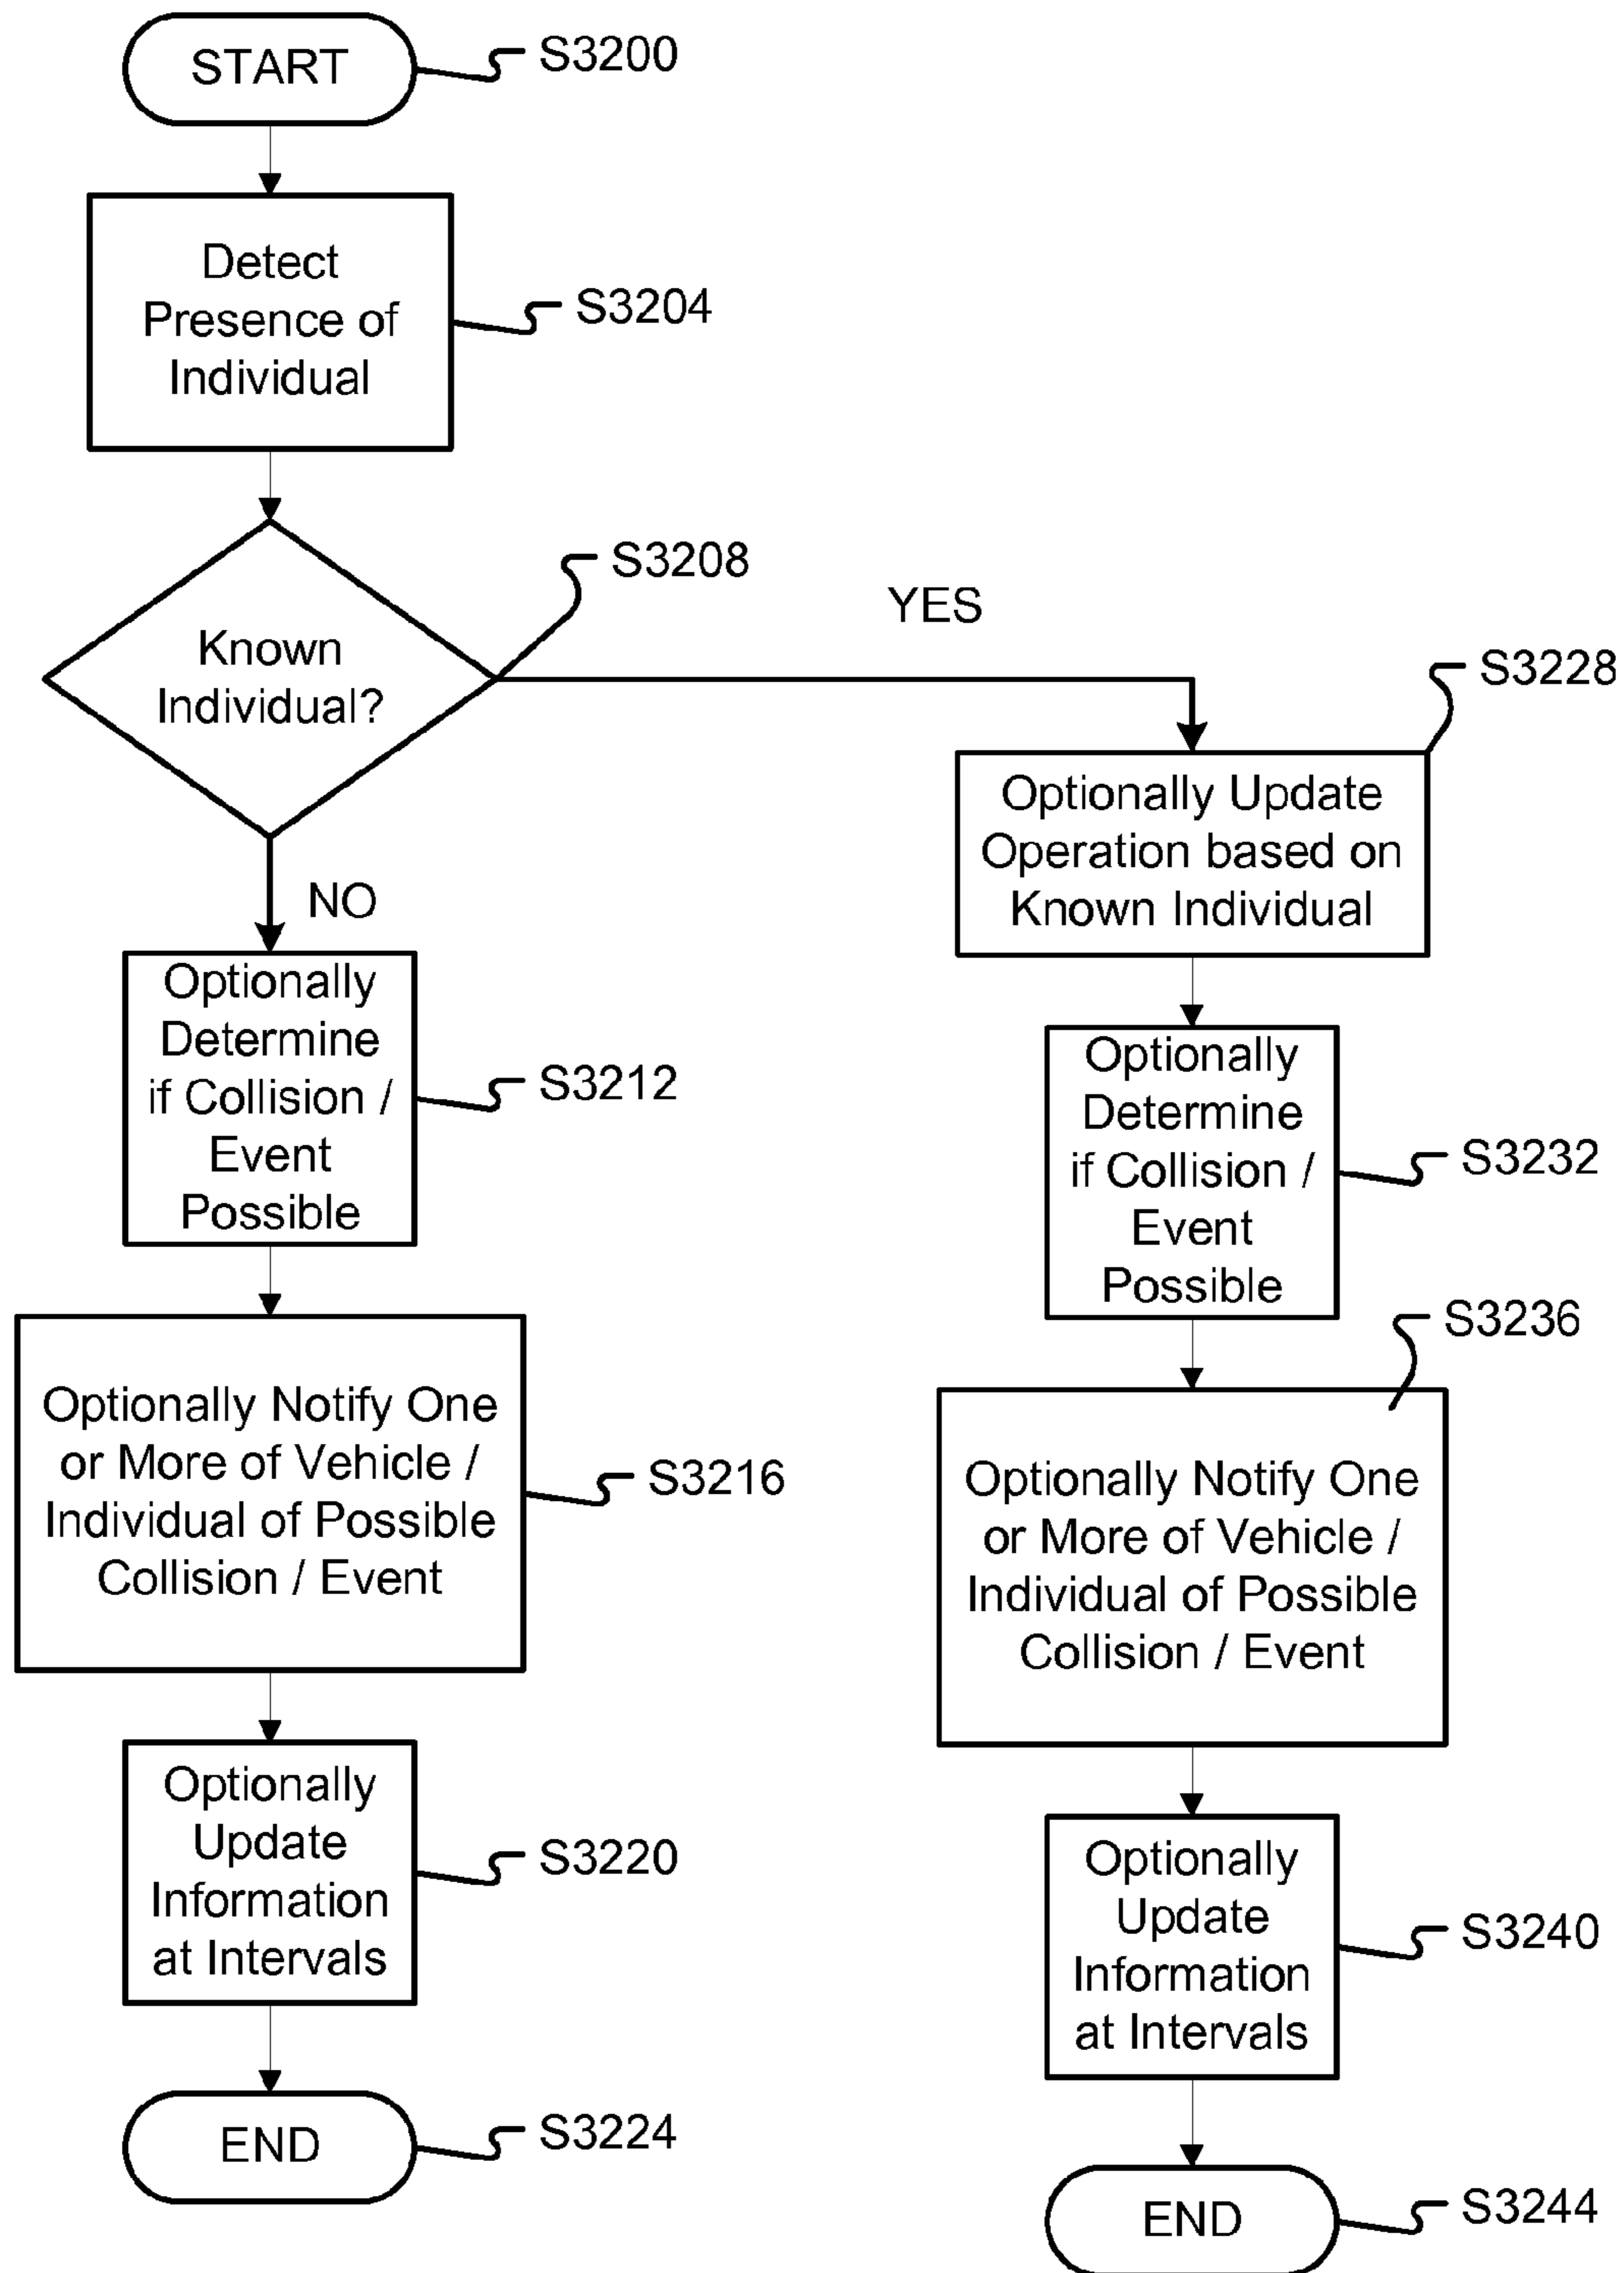 START
S3200
Detect
Presence of
Individual
S3204
Known
Individual?
S3208
YES
NO
Optionally
Determine
if Collision /
Event
Possible
S3212
Optionally Notify One
or More of Vehicle /
Individual of Possible
Collision / Event
S3216
Optionally
Update
Information
at Intervals
S3220
END
S3224
Optionally Update
Operation based on
Known Individual
S3228
Optionally
Determine
if Collision /
Event
Possible
S3232
Optionally Notify One
or More of Vehicle /
Individual of Possible
Collision / Event
S3236
Optionally
Update
Information
at Intervals
S3240
END
S3244